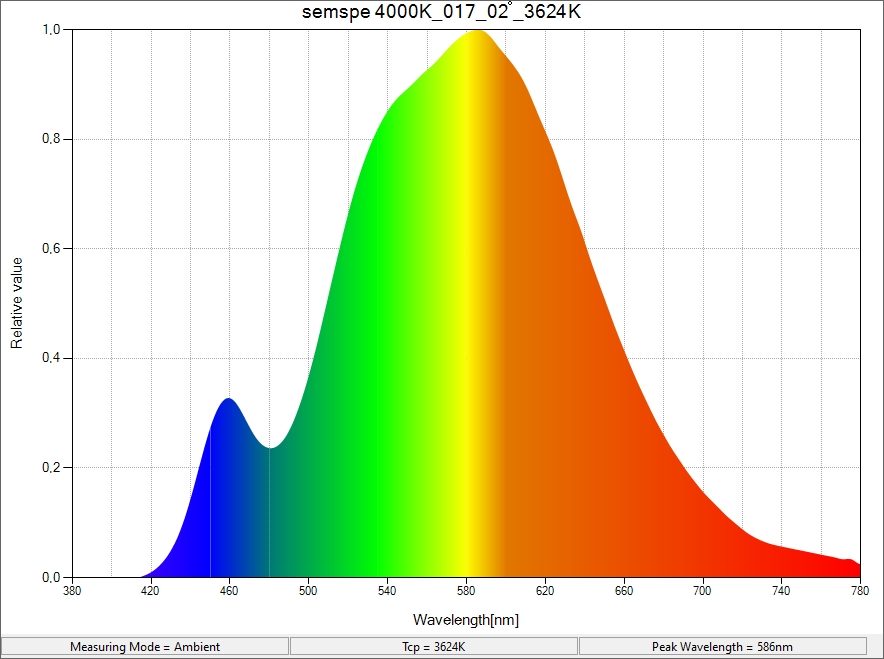 semspe 4000K_017_02°_3624K
1.0
0.8
0.6
0.4
0.2
0.0
Relative value
380 420 460 500 540 580 620 660 700 740 780
Wavelength[nm]
Measuring Mode = Ambient Tcp = 3624K Peak Wavelength = 586nm